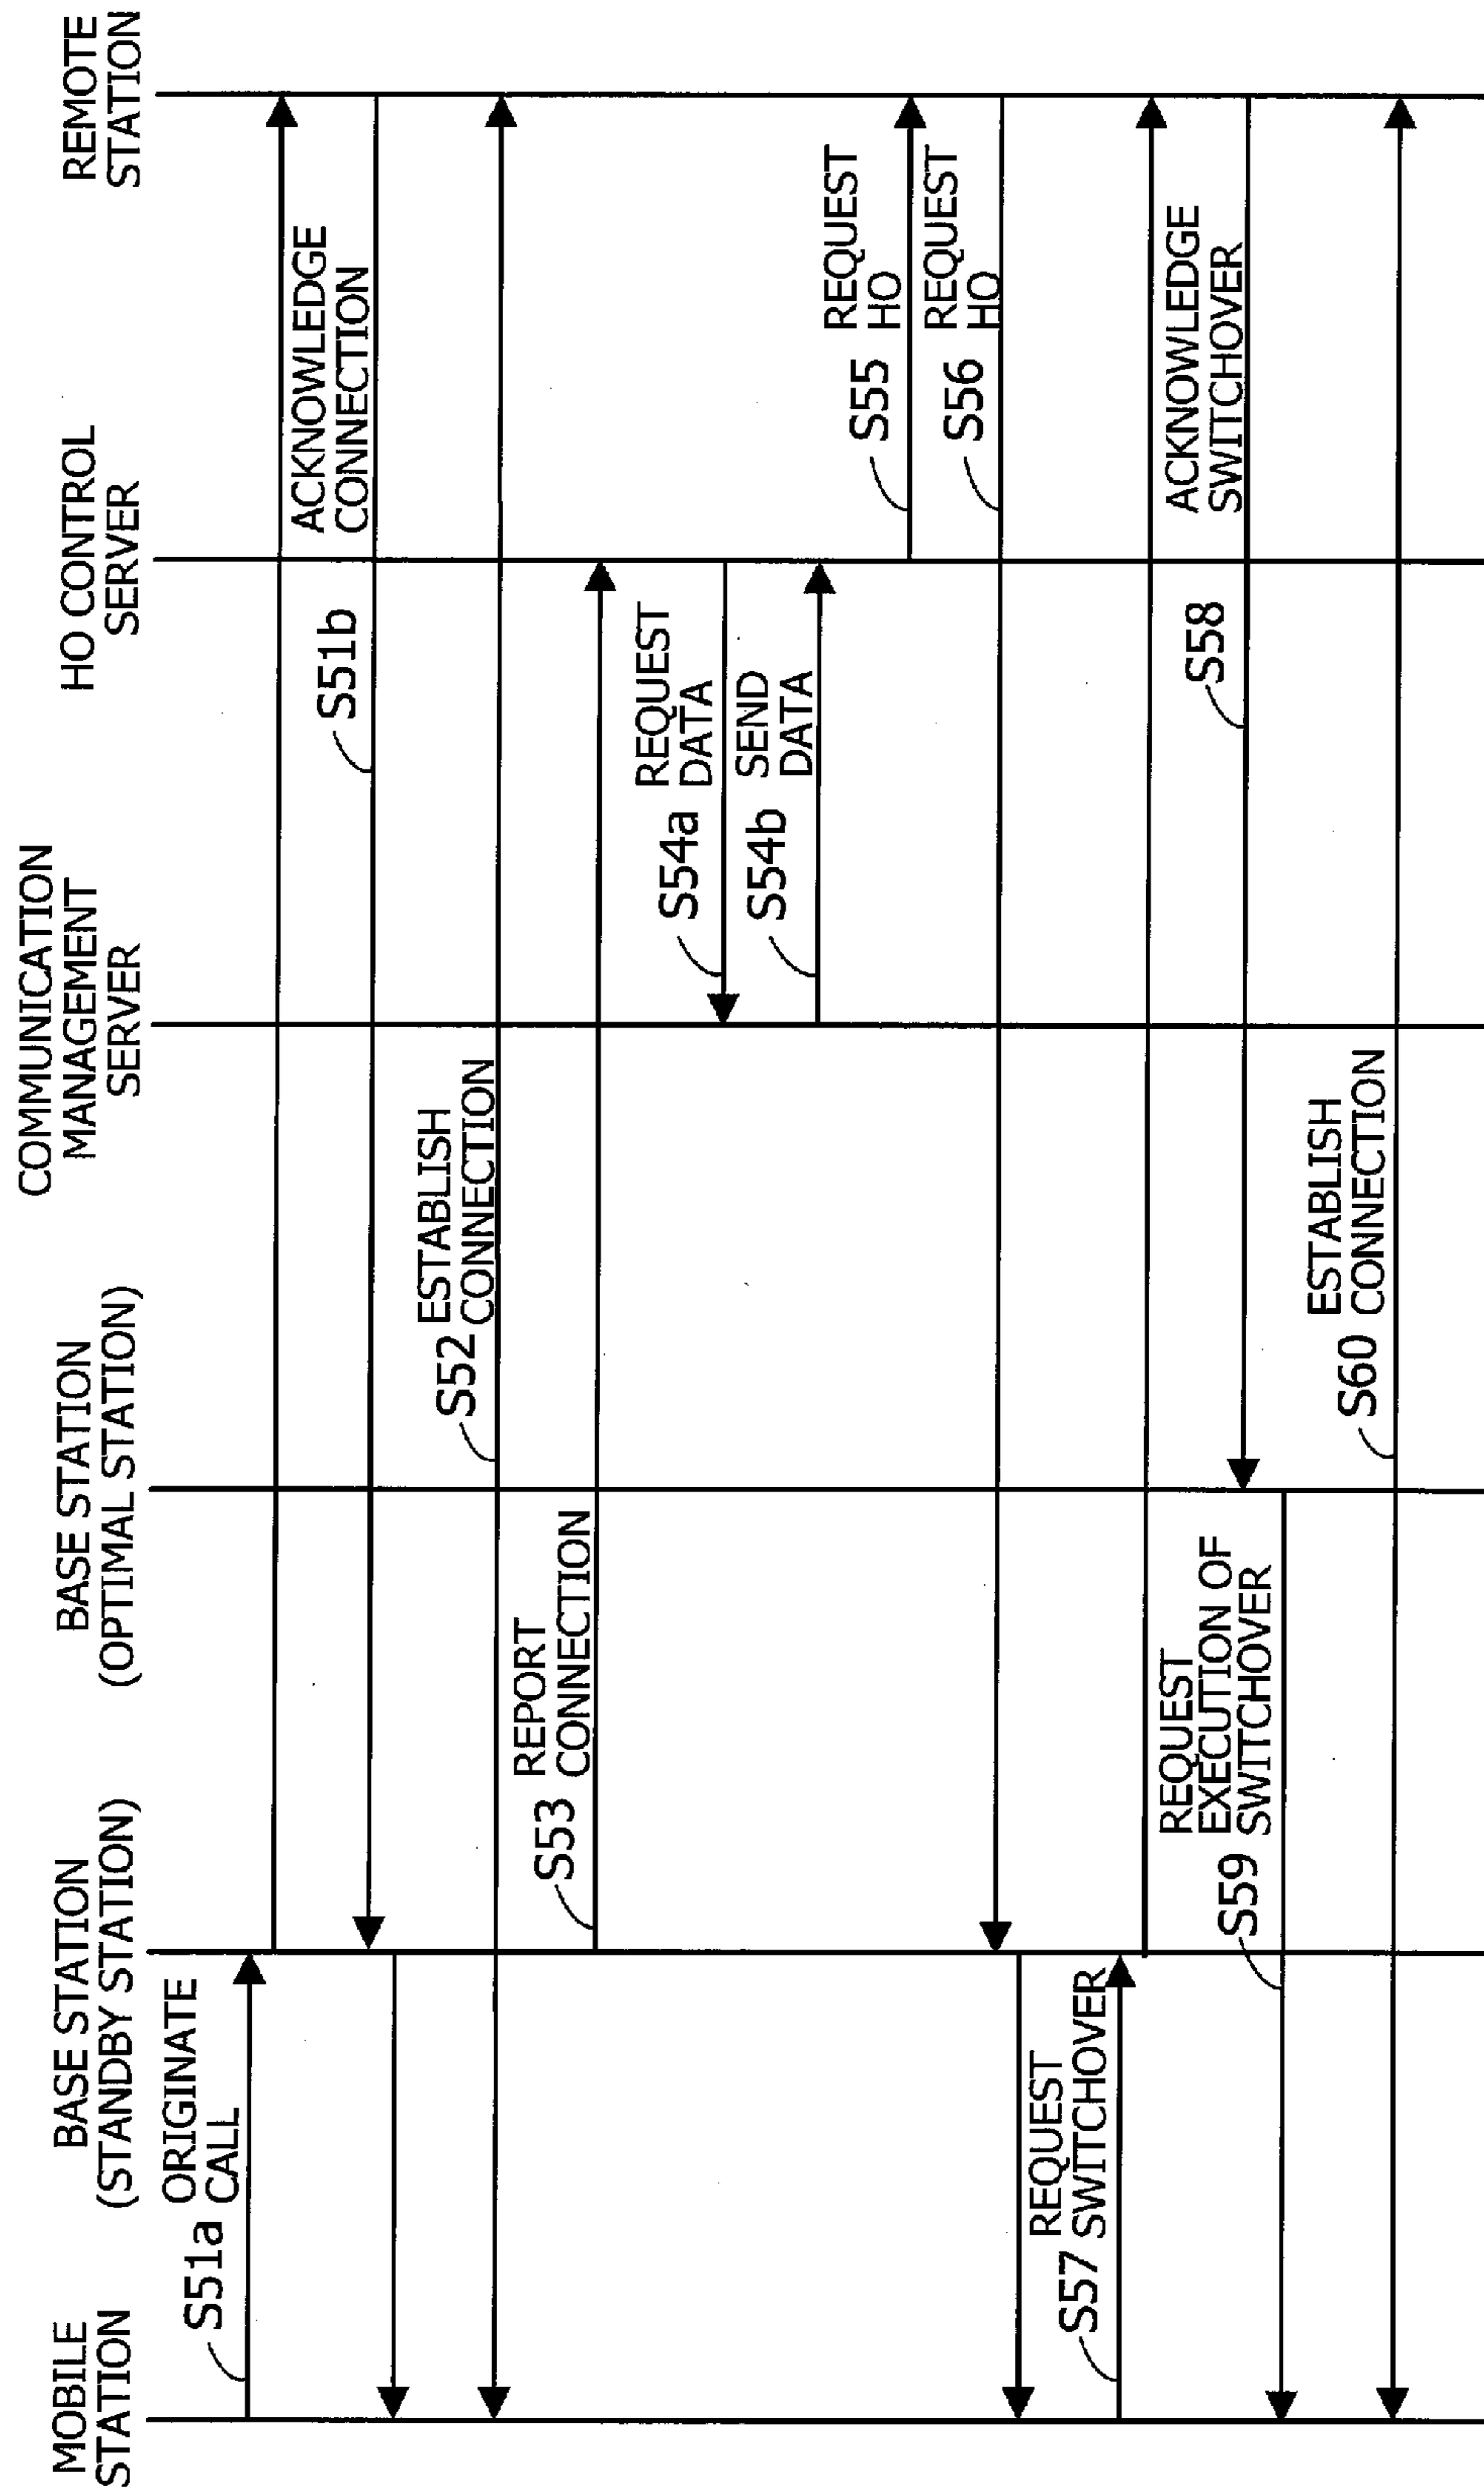 MOBILE
STATION
BASE STATION
(STANDBY STATION)
BASE STATION
(OPTIMAL STATION)
COMMUNICATION
MANAGEMENT
SERVER
HO CONTROL
SERVER
REMOTE
STATION
S51a ORIGINATE
CALL
ACKNOWLEDGE
CONNECTION
S51b
S52 ESTABLISH
CONNECTION
S53 REPORT
CONNECTION
S54a REQUEST
DATA
S54b SEND
DATA
S55 REQUEST
HO
S56 REQUEST
HO
REQUEST
S57 SWITCHOVER
ACKNOWLEDGE
SWITCHOVER
S58
REQUEST
EXECUTION OF
S59 SWITCHOVER
ESTABLISH
S60 CONNECTION